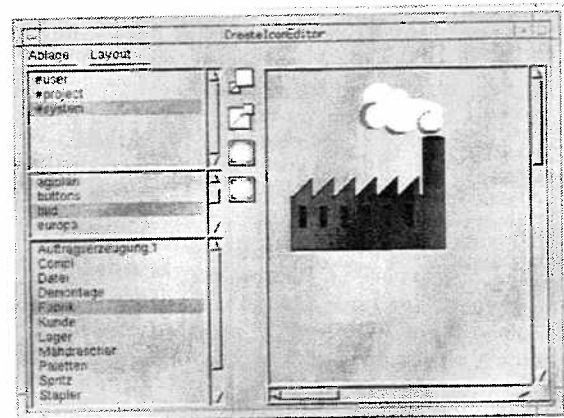 CreateIconEditor
Ablage Layout
#user
#project
#system
agiplan
buttons
bild
europa
Auftragserzeugung.1
Compi
Datei
Demontage
Fabrik
Kunde
Lager
Mähdrescher
Paletten
Spritz
Stapler